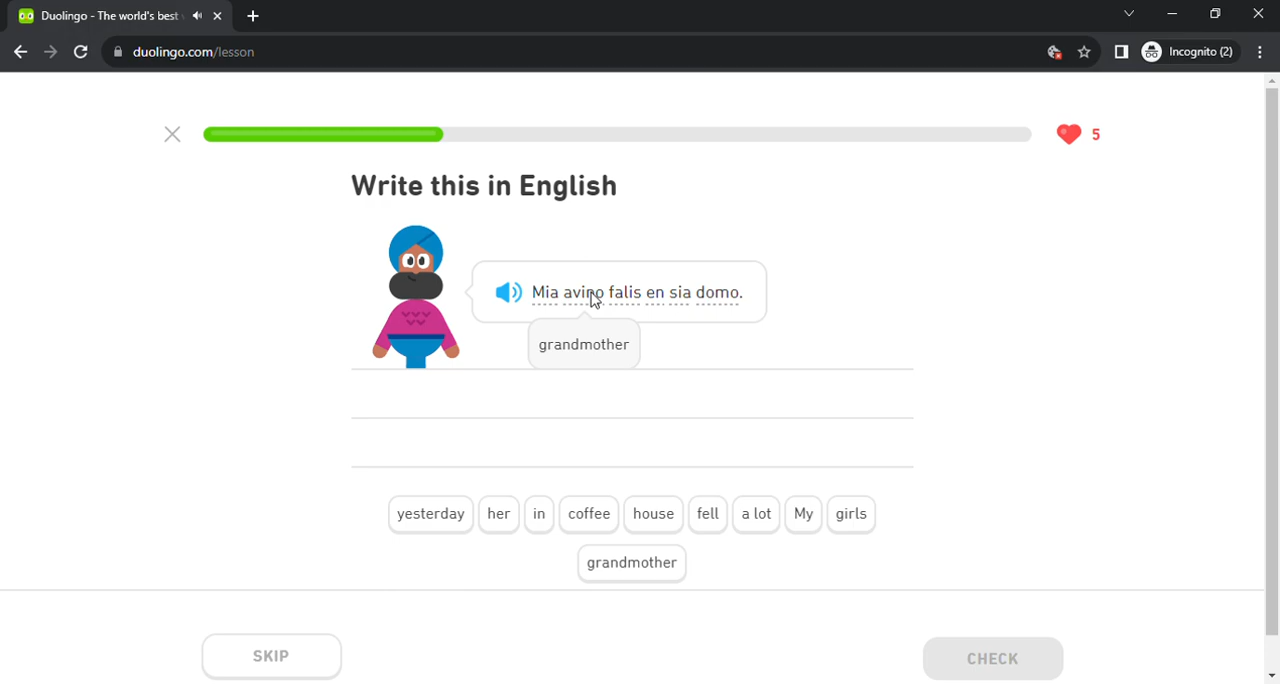 Duolingo - The world's best
duolingo.com/lesson
Incognito (2)
5
Write this in English
Mia avino falis en sia domo.
grandmother
yesterday her in coffee house fell a lot My girls
grandmother
SKIP
CHECK